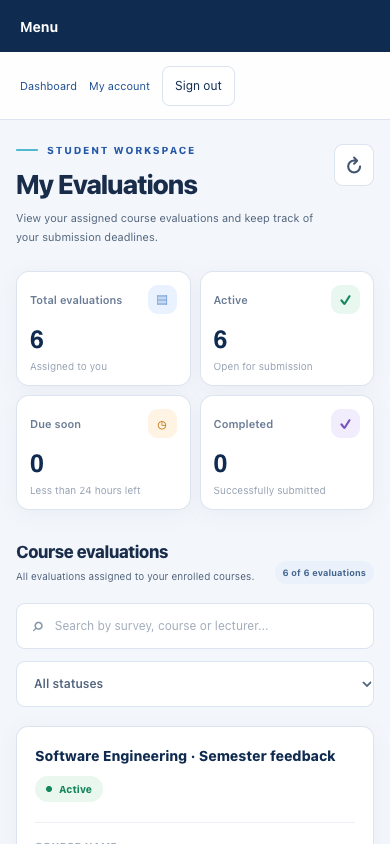 Menu
Dashboard My account Sign out
STUDENT WORKSPACE
My Evaluations
View your assigned course evaluations and keep track of
your submission deadlines.
Total evaluations
6
Assigned to you
Active
6
Open for submission
Due soon
0
Less than 24 hours left
Completed
0
Successfully submitted
Course evaluations
All evaluations assigned to your enrolled courses.
6 of 6 evaluations
Search by survey, course or lecturer...
All statuses
Software Engineering · Semester feedback
Active